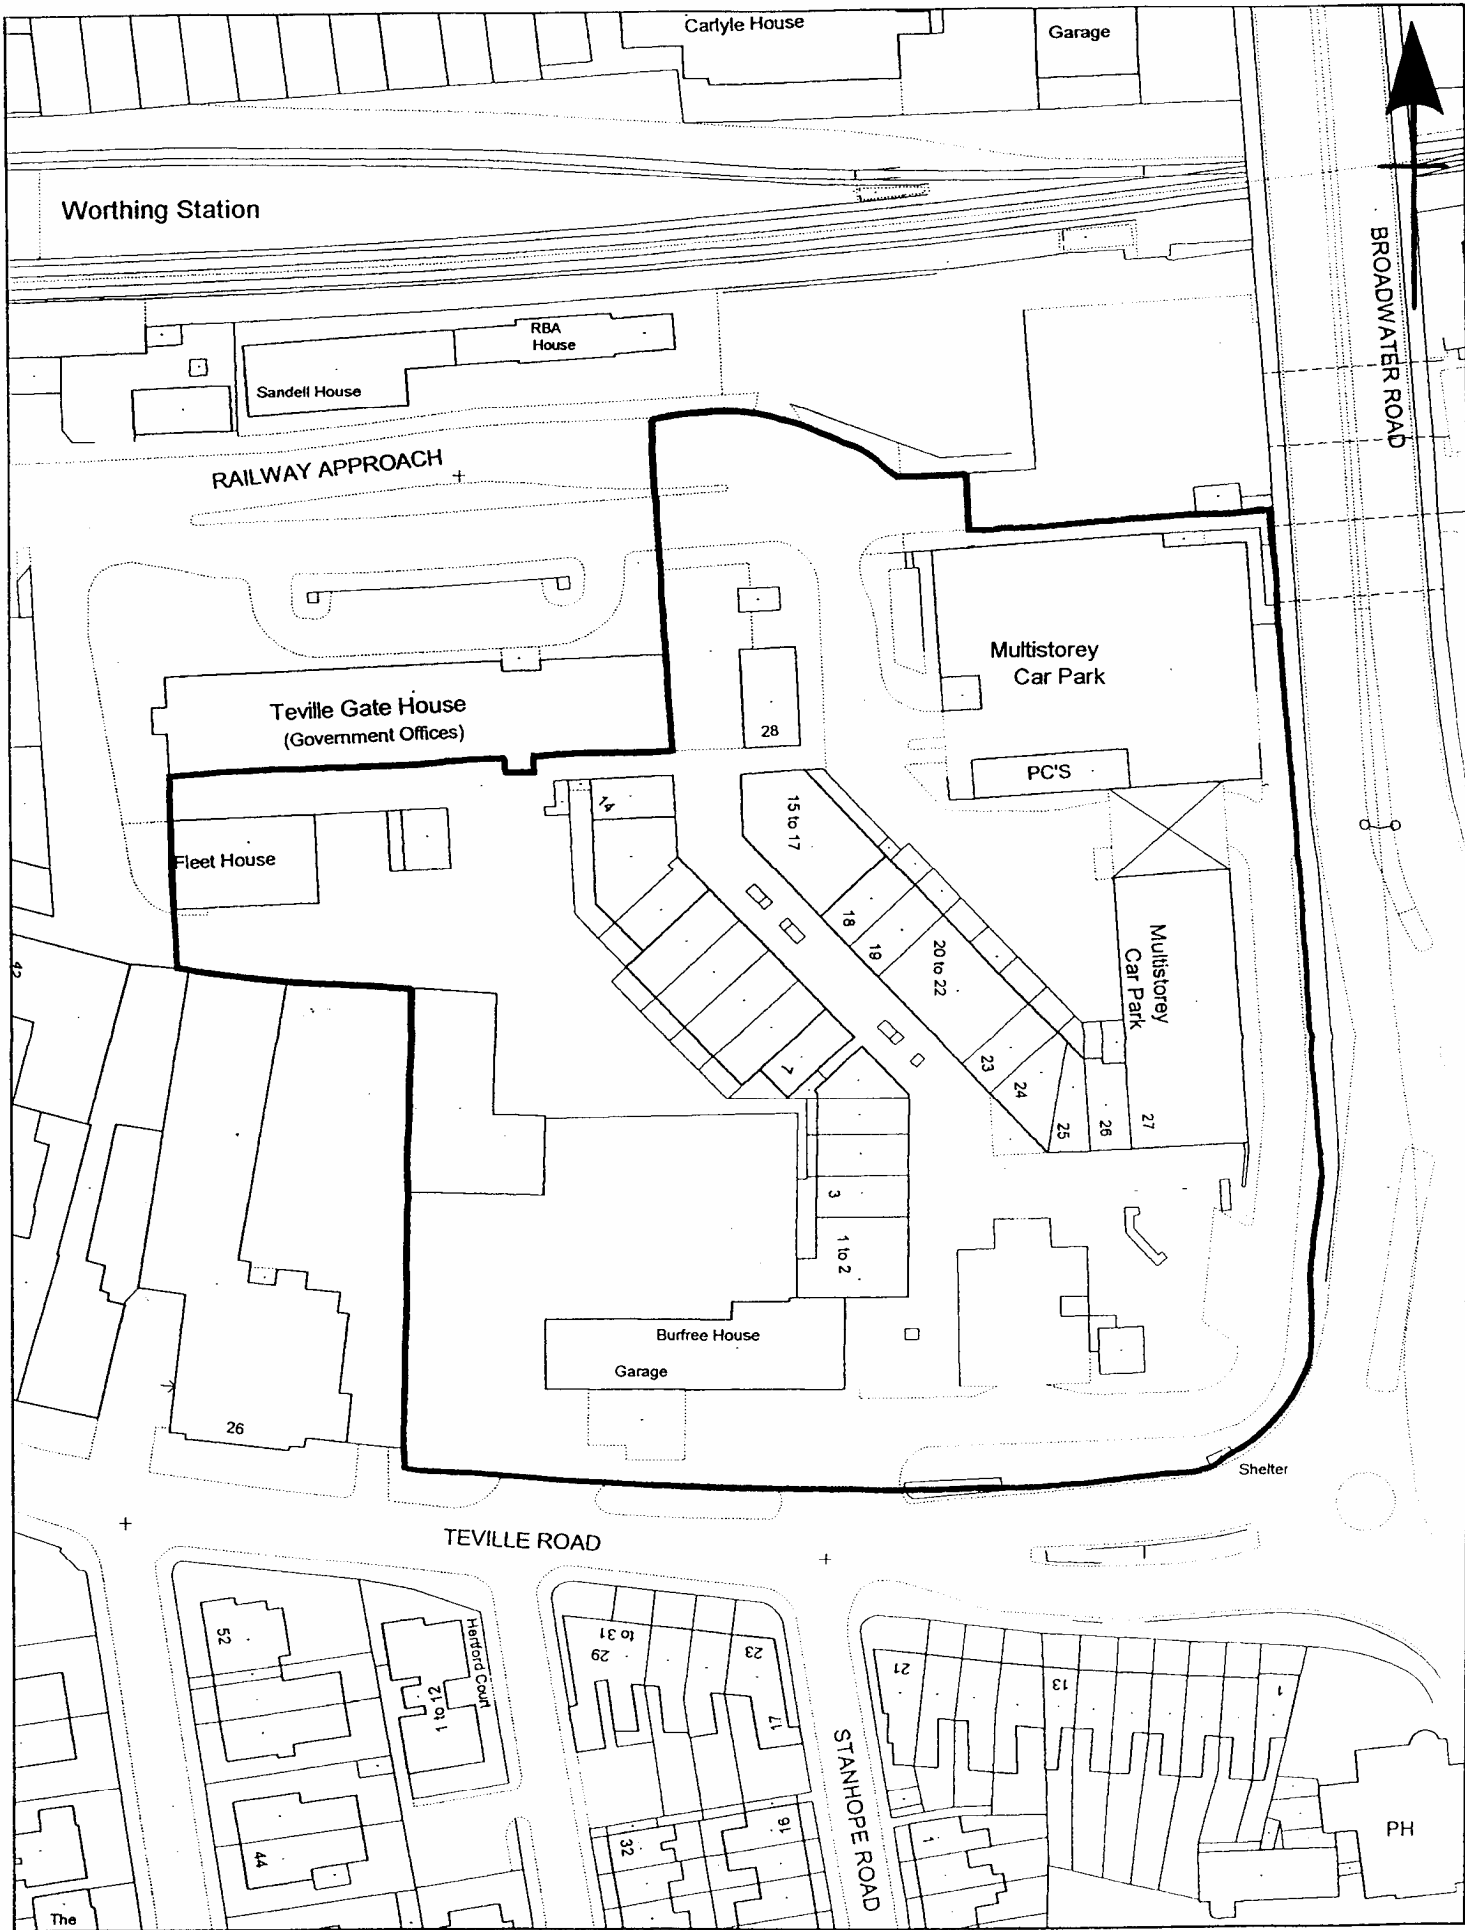 Carlyle House
Garage
Worthing Station
BROADWATER ROAD
RBA
House
Sandell House
RAILWAY APPROACH
Multistorey
Car Park
Teville Gate House
(Government Offices)
28
PC'S
14
15 to 17
Fleet House
18
19
20 to 22
Multistorey
Car Park
42
23
24
25
26
27
7
3
1 to 2
Burfree House
Garage
26
Shelter
TEVILLE ROAD
52
Hertford Court
1 to 12
29
to 31
23
17
21
13
1
STANHOPE ROAD
44
32
16
1
PH
The